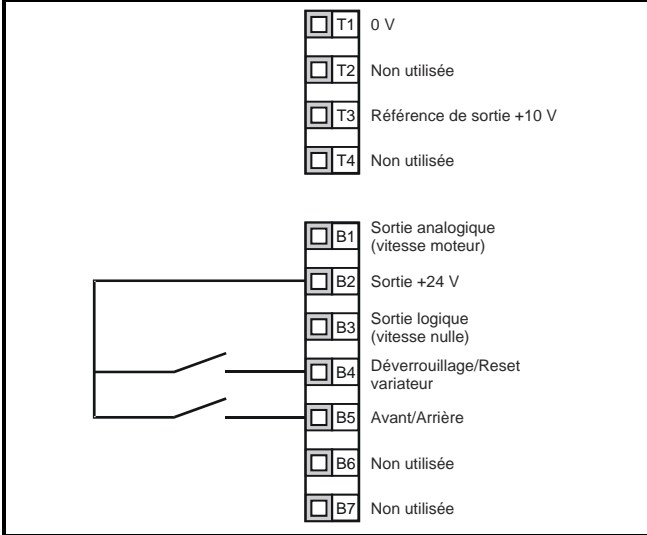 T1 0 V
T2 Non utilisée
T3 Référence de sortie +10 V
T4 Non utilisée
B1 Sortie analogique
(vitesse moteur)
B2 Sortie +24 V
B3 Sortie logique
(vitesse nulle)
B4 Déverrouillage/Reset
variateur
B5 Avant/Arrière
B6 Non utilisée
B7 Non utilisée